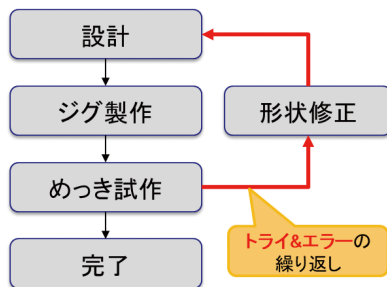 設計
ジグ製作
形状修正
めっき試作
トライ&エラーの
繰り返し
完了